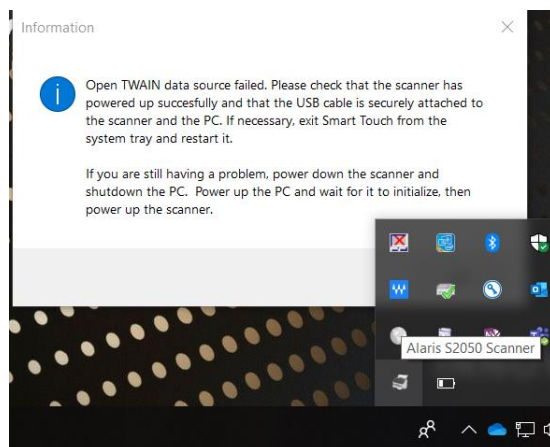 Information
Open TWAIN data source failed. Please check that the scanner has
powered up succesfully and that the USB cable is securely attached to
the scanner and the PC. If necessary, exit Smart Touch from the
system tray and restart it.
If you are still having a problem, power down the scanner and
shutdown the PC. Power up the PC and wait for it to initialize, then
power up the scanner.
Alaris S2050 Scanner